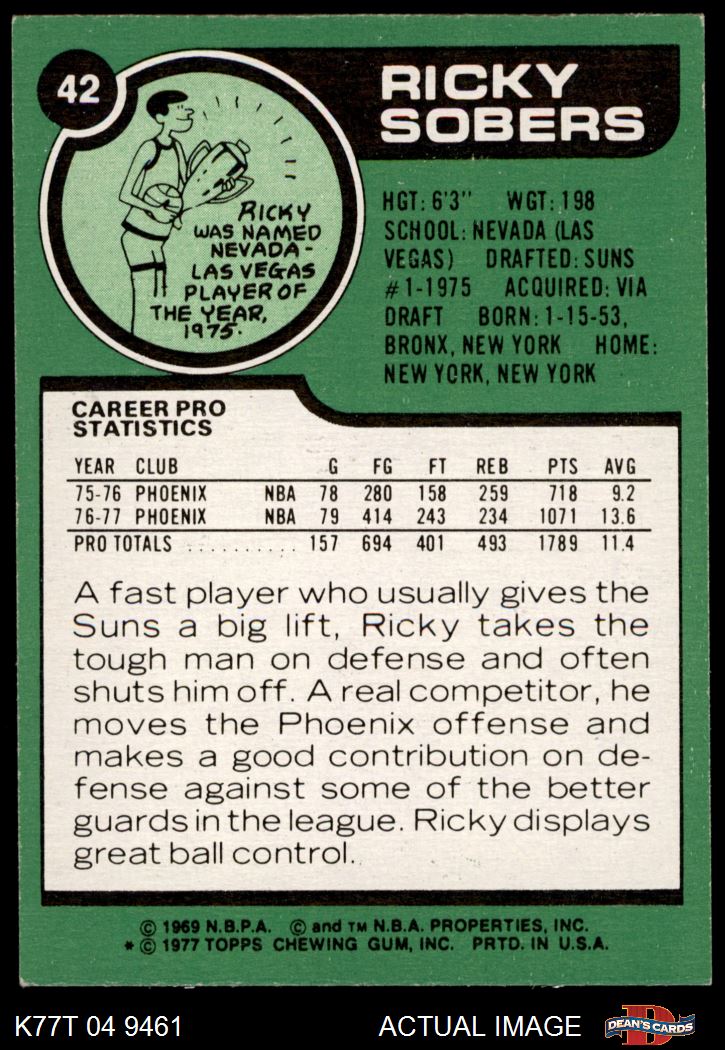 42
RICKY
SOBERS
RICKY
WAS NAMED
NEVADA-
LAS VEGAS
PLAYER OF
THE YEAR,
1975.
HGT: 6'3" WGT: 198
SCHOOL: NEVADA (LAS
VEGAS) DRAFTED: SUNS
#1-1975 ACQUIRED: VIA
DRAFT BORN: 1-15-53,
BRONX, NEW YORK HOME:
NEW YORK, NEW YORK
CAREER PRO
STATISTICS
YEAR CLUB G FG FT REB PTS AVG
75-76 PHOENIX NBA 78 280 158 259 718 9.2
76-77 PHOENIX NBA 79 414 243 234 1071 13.6
PRO TOTALS .......... 157 694 401 493 1789 11.4
A fast player who usually gives the
Suns a big lift, Ricky takes the
tough man on defense and often
shuts him off. A real competitor, he
moves the Phoenix offense and
makes a good contribution on de-
fense against some of the better
guards in the league. Ricky displays
great ball control.
© 1969 N.B.P.A. © and TM N.B.A. PROPERTIES, INC.
* © 1977 TOPPS CHEWING GUM, INC. PRTD. IN U.S.A.
K77T 04 9461 ACTUAL IMAGE D DEAN'S CARDS